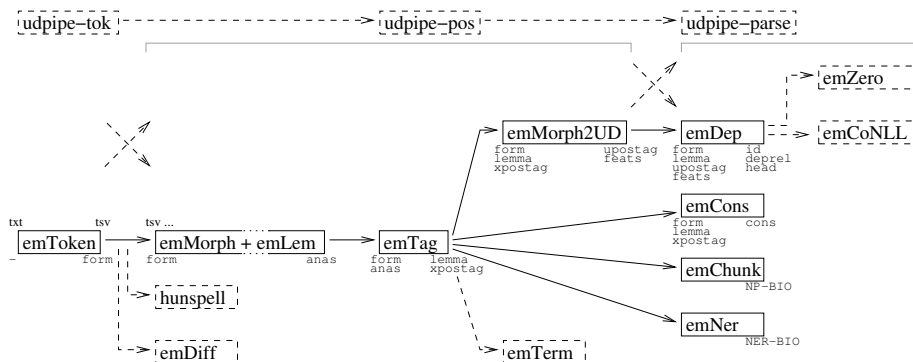 udpipe−tok udpipe−pos udpipe−parse
emZero
emMorph2UD emDep emCoNLL
form upostag form id
lemma feats lemma deprel
xpostag upostag head
feats
emCons
txt tsv tsv ... form cons
emToken emMorph + emLem emTag lemma
− form form anas form lemma xpostag
anas xpostag
emChunk
hunspell NP−BIO
emNer
emDiff emTerm NER−BIO